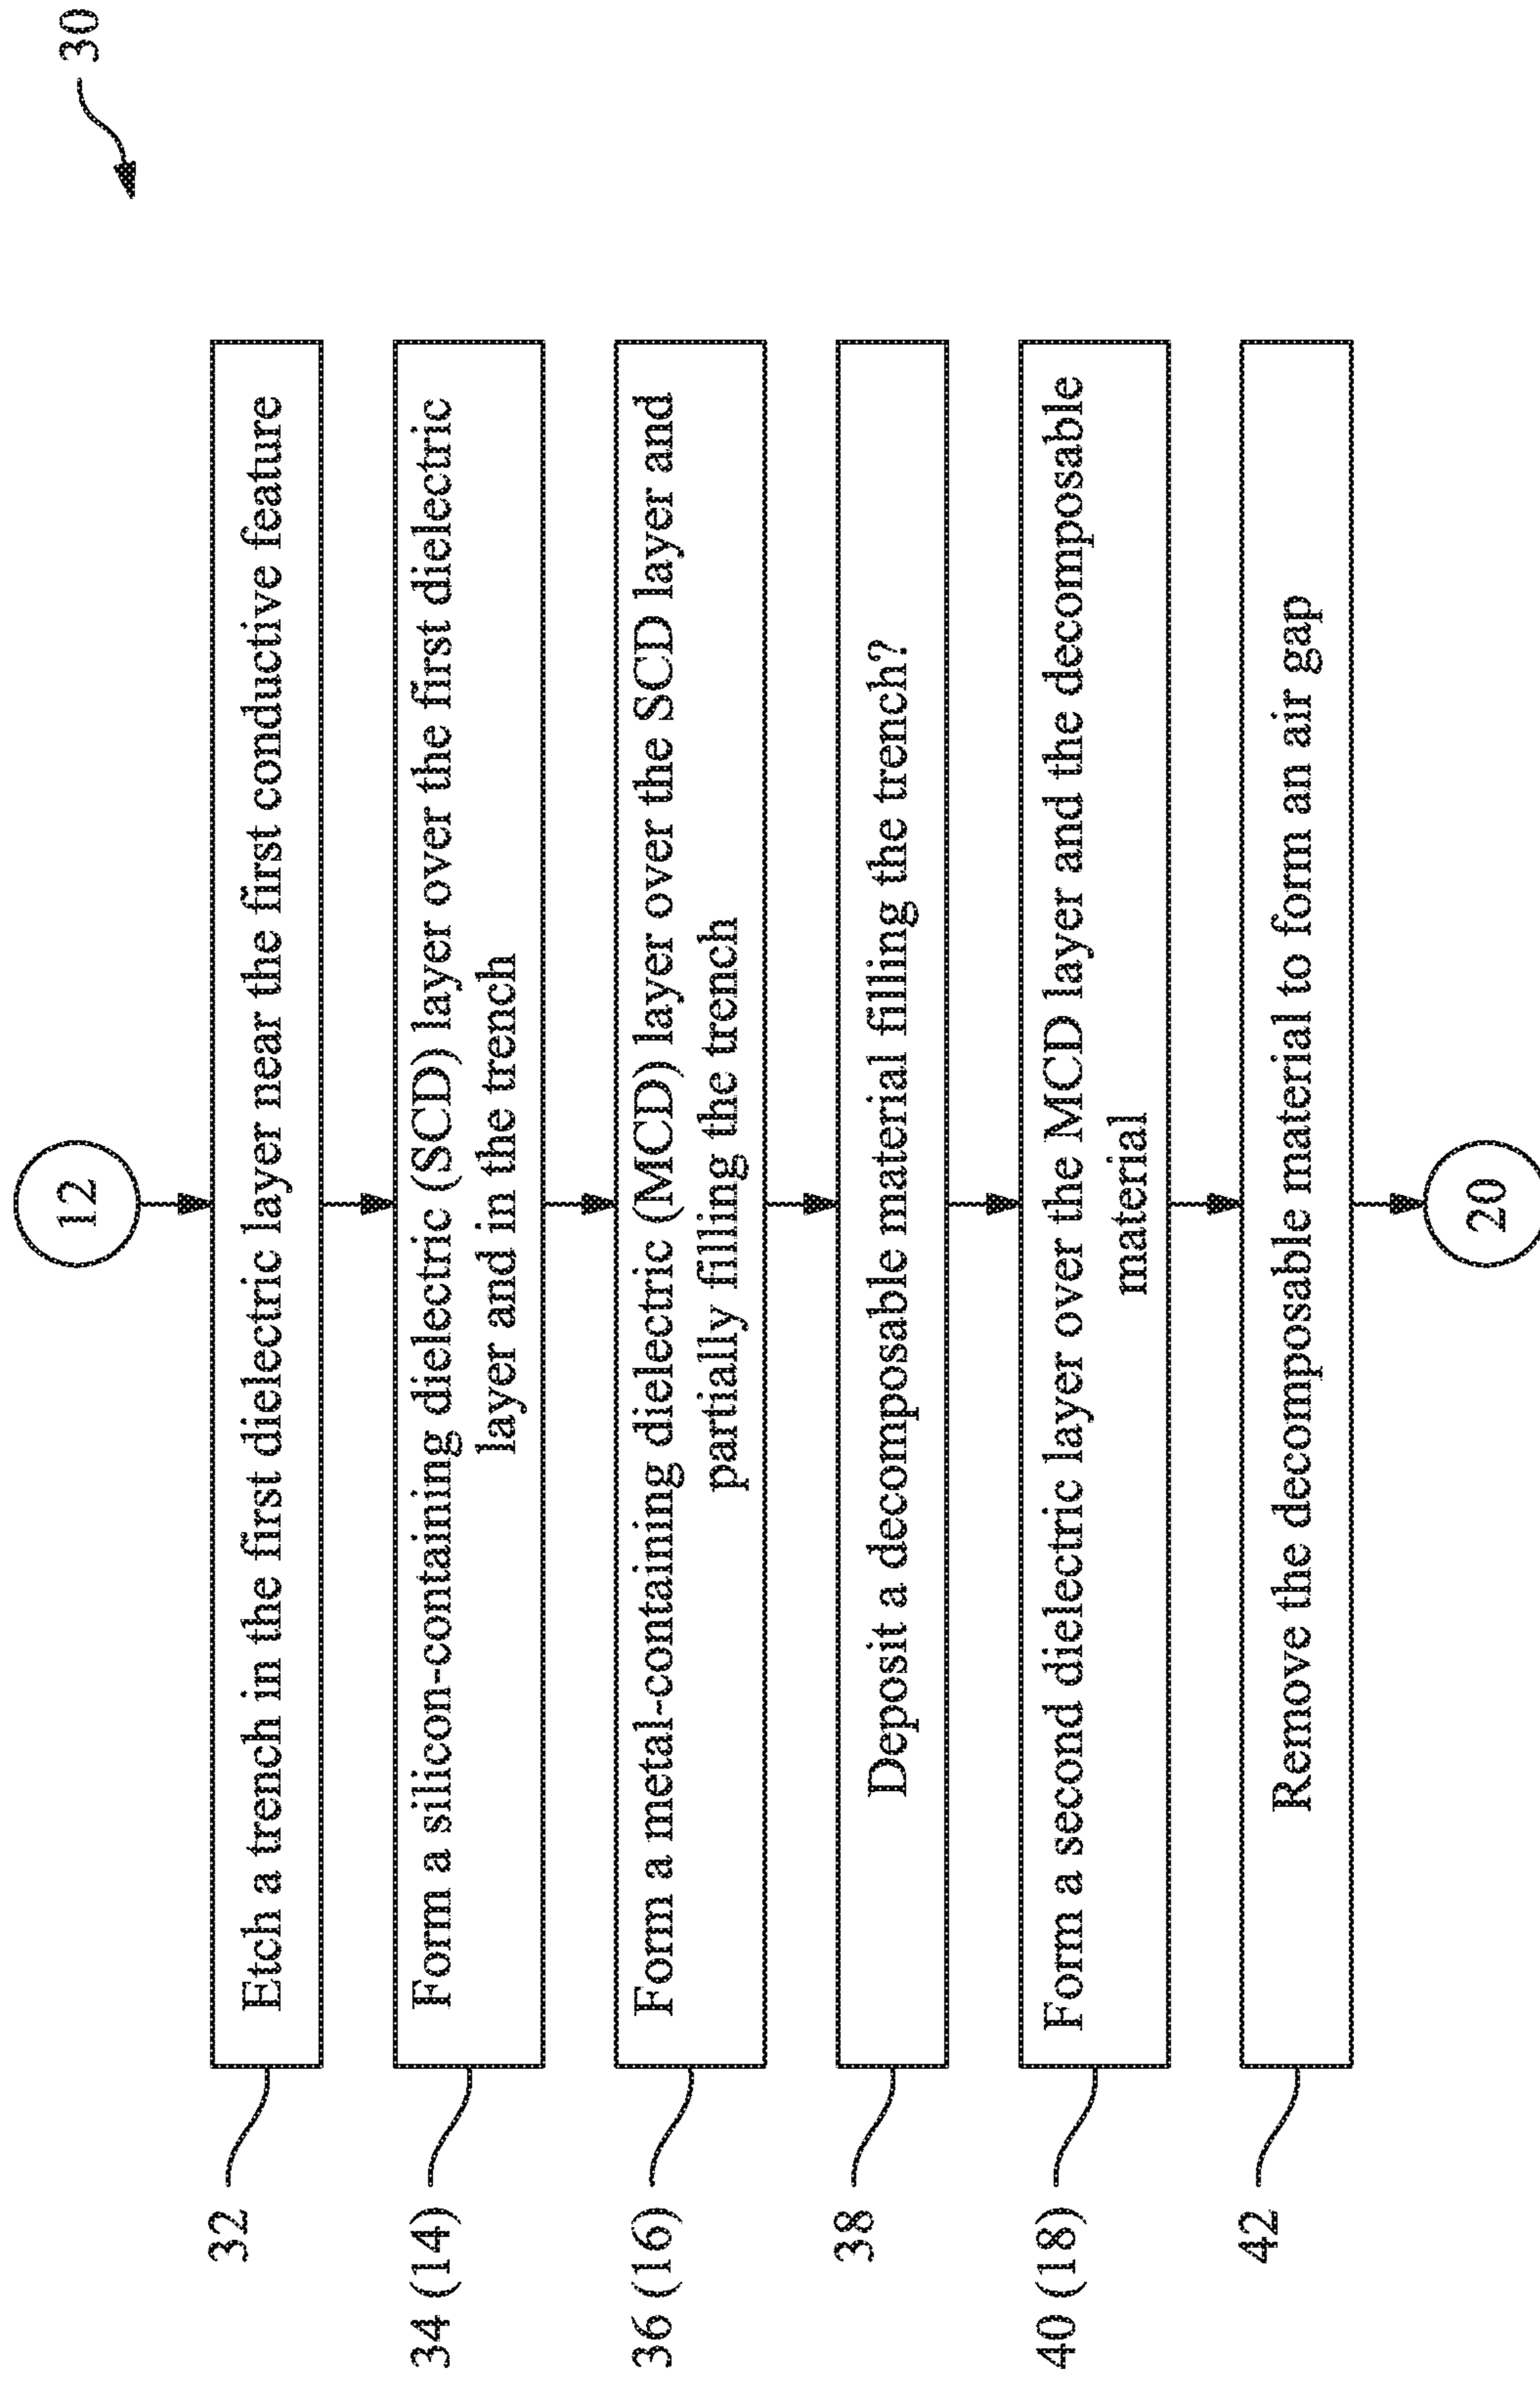 30
12
32
Etch a trench in the first dielectric layer near the first conductive feature
34 (14)
Form a silicon-containing dielectric (SCD) layer over the first dielectric
layer and in the trench
36 (16)
Form a metal-containing dielectric (MCD) layer over the SCD layer and
partially filling the trench
38
Deposit a decomposable material filling the trench?
40 (18)
Form a second dielectric layer over the MCD layer and the decomposable
material
42
Remove the decomposable material to form an air gap
20